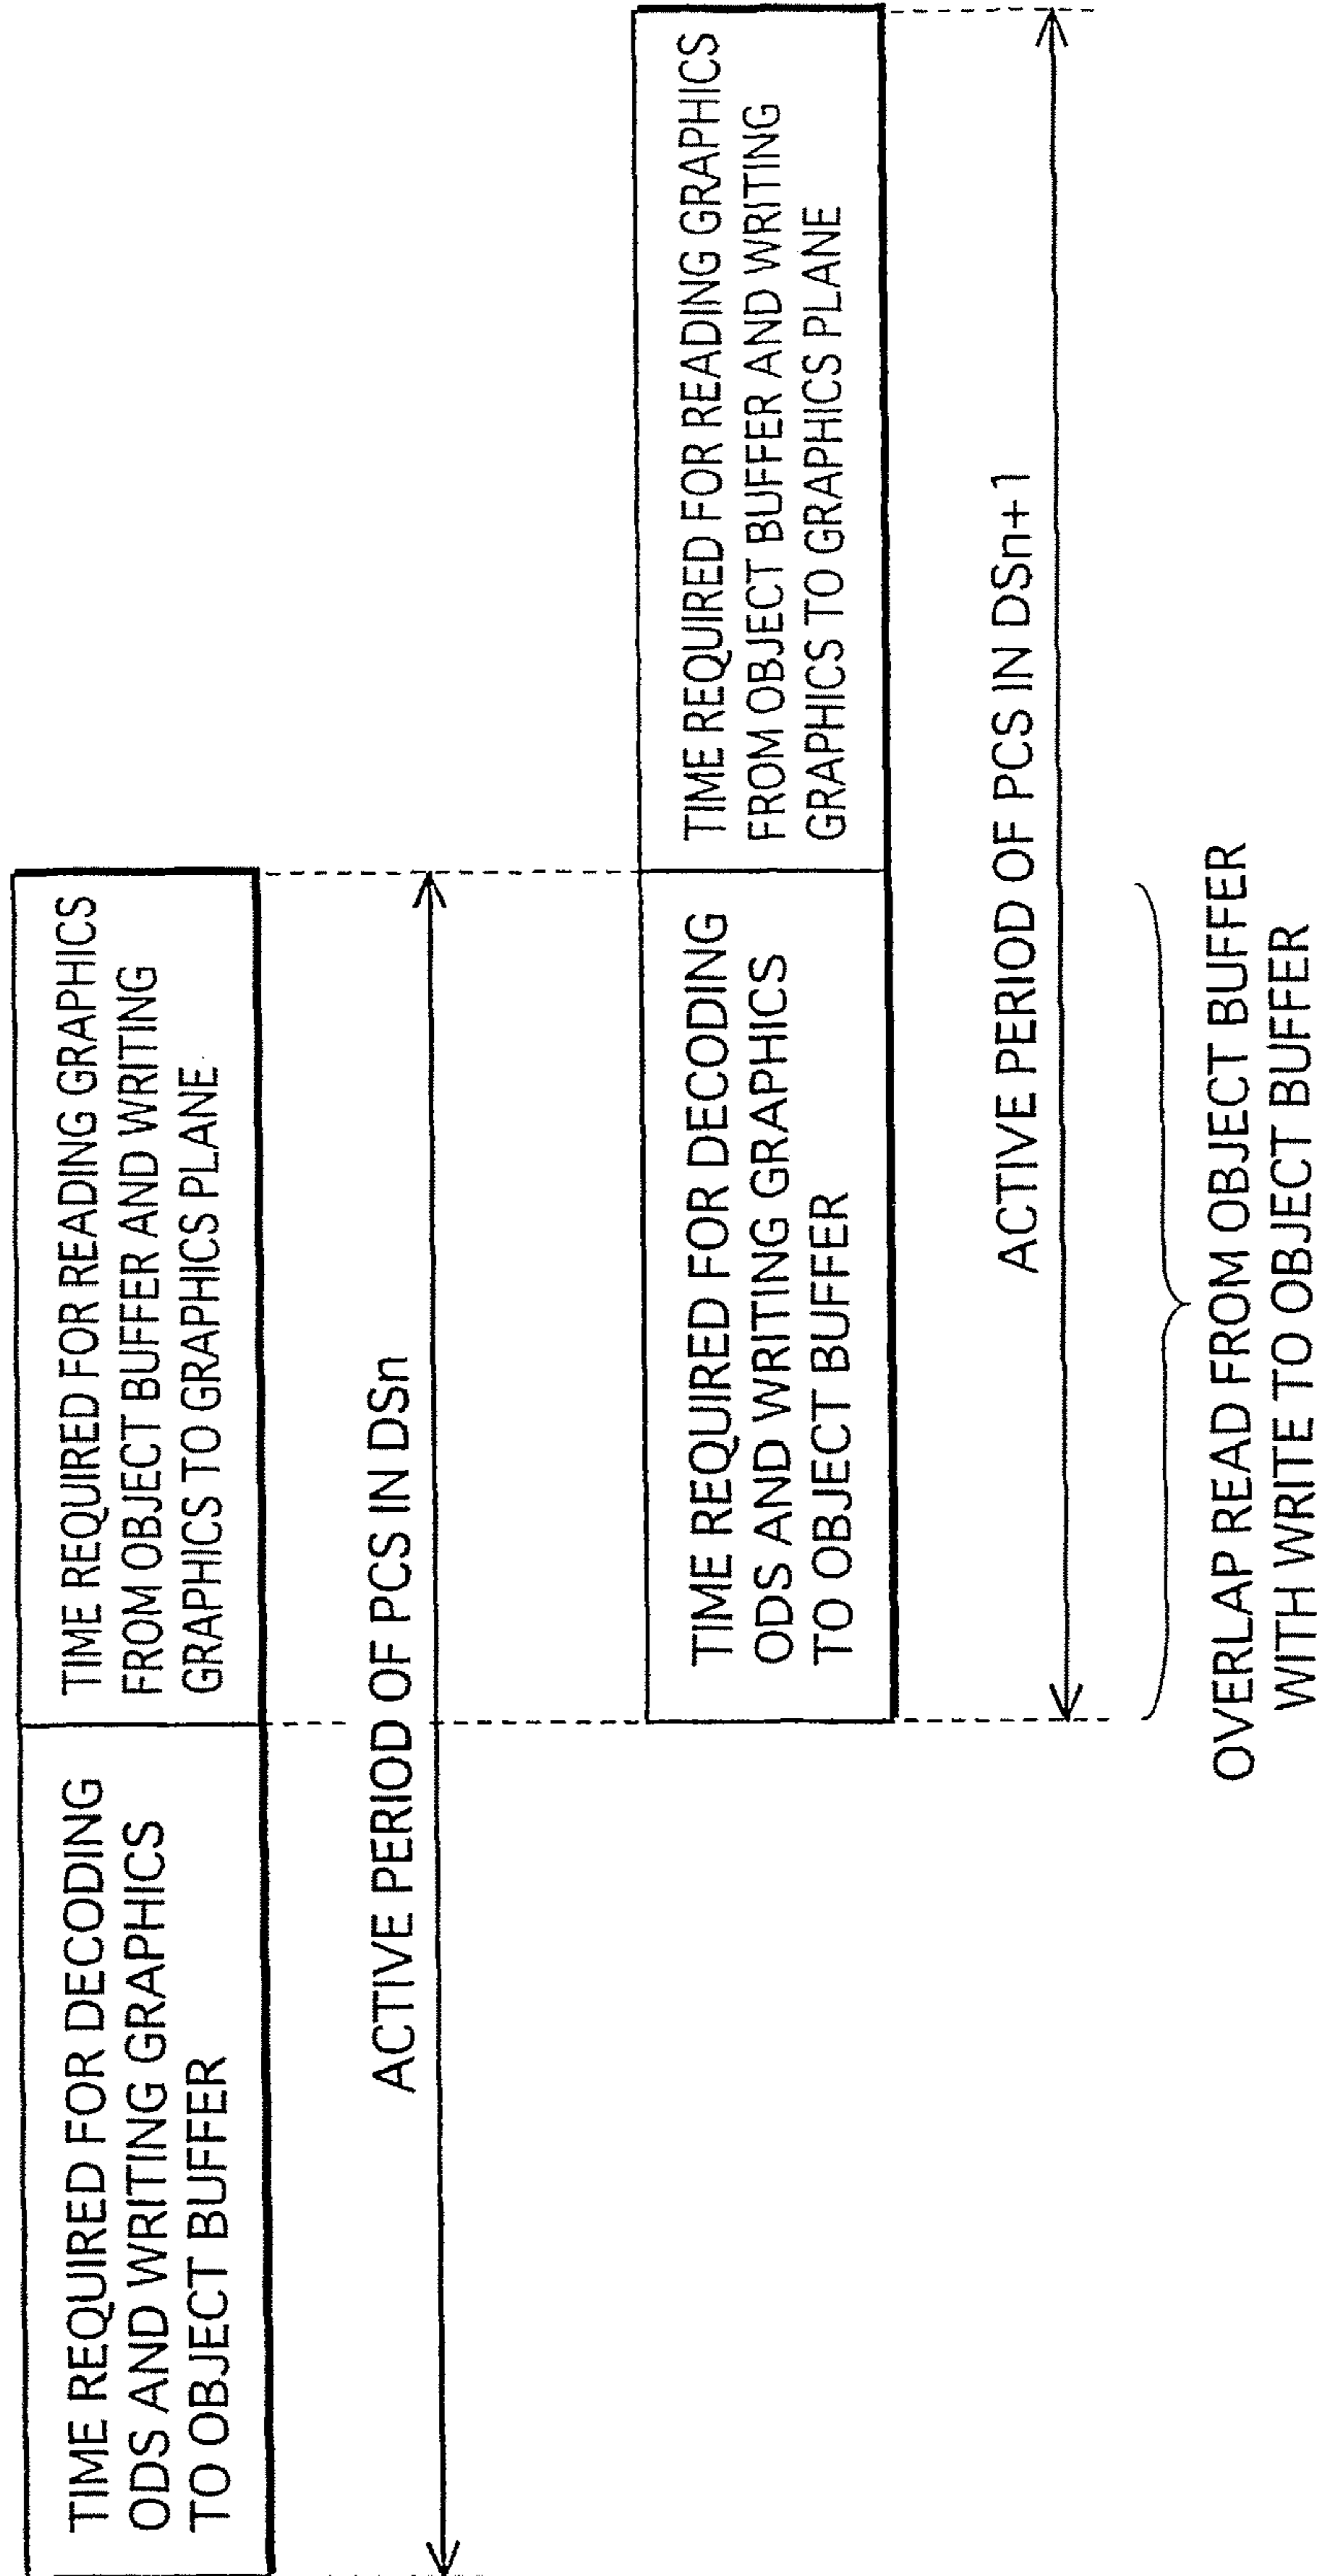 TIME REQUIRED FOR DECODING
ODS AND WRITING GRAPHICS
TO OBJECT BUFFER
TIME REQUIRED FOR READING GRAPHICS
FROM OBJECT BUFFER AND WRITING
GRAPHICS TO GRAPHICS PLANE
ACTIVE PERIOD OF PCS IN DSn
TIME REQUIRED FOR DECODING
ODS AND WRITING GRAPHICS
TO OBJECT BUFFER
TIME REQUIRED FOR READING GRAPHICS
FROM OBJECT BUFFER AND WRITING
GRAPHICS TO GRAPHICS PLANE
ACTIVE PERIOD OF PCS IN DSn+1
OVERLAP READ FROM OBJECT BUFFER
WITH WRITE TO OBJECT BUFFER